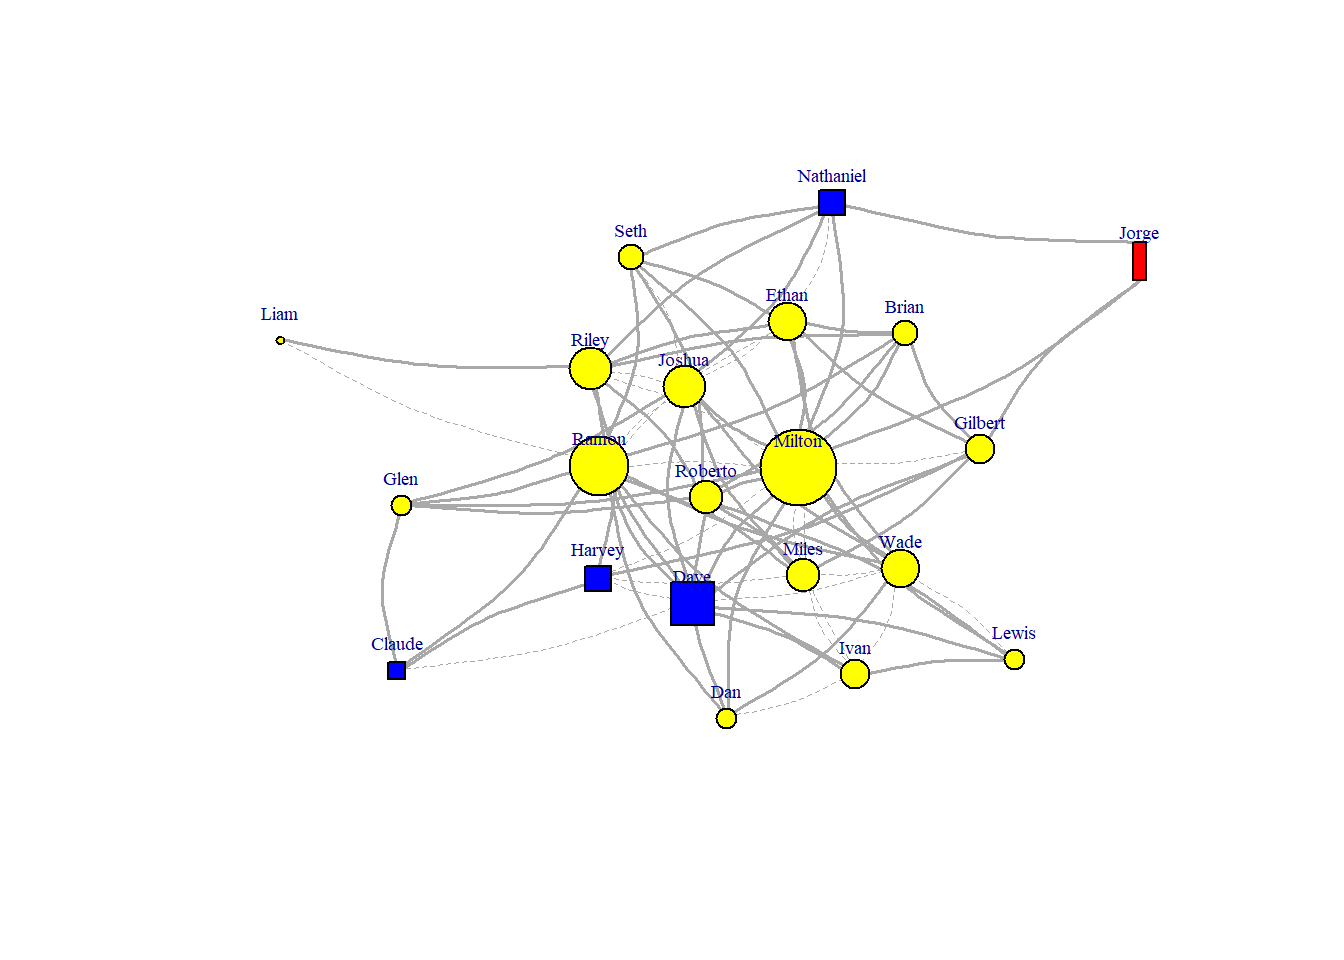 Nathaniel
Seth
Jorge
Ethan
Liam
Brian
Riley
Joshua
Gilbert
Ramon
Milton
Roberto
Glen
Harvey
Miles
Wade
Dave
Claude
Lewis
Ivan
Dan